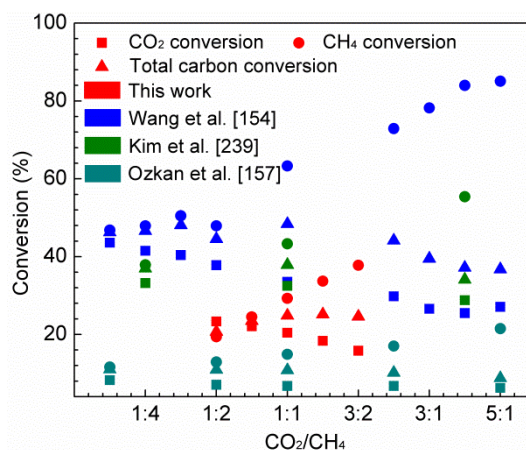 100
80
60
40
20
Conversion (%)
CO₂ conversion
CH₄ conversion
Total carbon conversion
This work
Wang et al. [154]
Kim et al. [239]
Ozkan et al. [157]
1:4 1:2 1:1 3:2 3:1 5:1
CO₂/CH₄